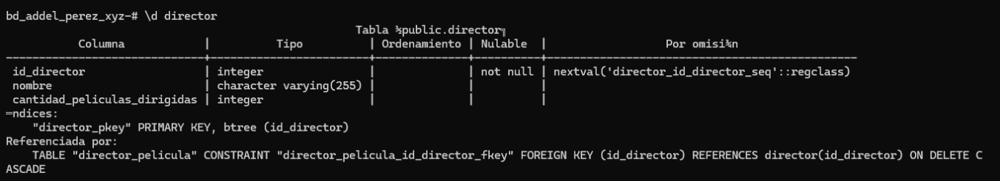 bd_addel_perez_xyz-# \d director
Tabla ¾public.director╗
Columna | Tipo | Ordenamiento | Nulable | Por omisi¾n
----------------------------+------------------------+--------------+----------+-----------------------------------------------
id_director | integer | | not null | nextval('director_id_director_seq'::regclass)
nombre | character varying(255) | | |
cantidad_peliculas_dirigidas | integer | | |
═ndices:
"director_pkey" PRIMARY KEY, btree (id_director)
Referenciada por:
TABLE "director_pelicula" CONSTRAINT "director_pelicula_id_director_fkey" FOREIGN KEY (id_director) REFERENCES director(id_director) ON DELETE C
ASCADE